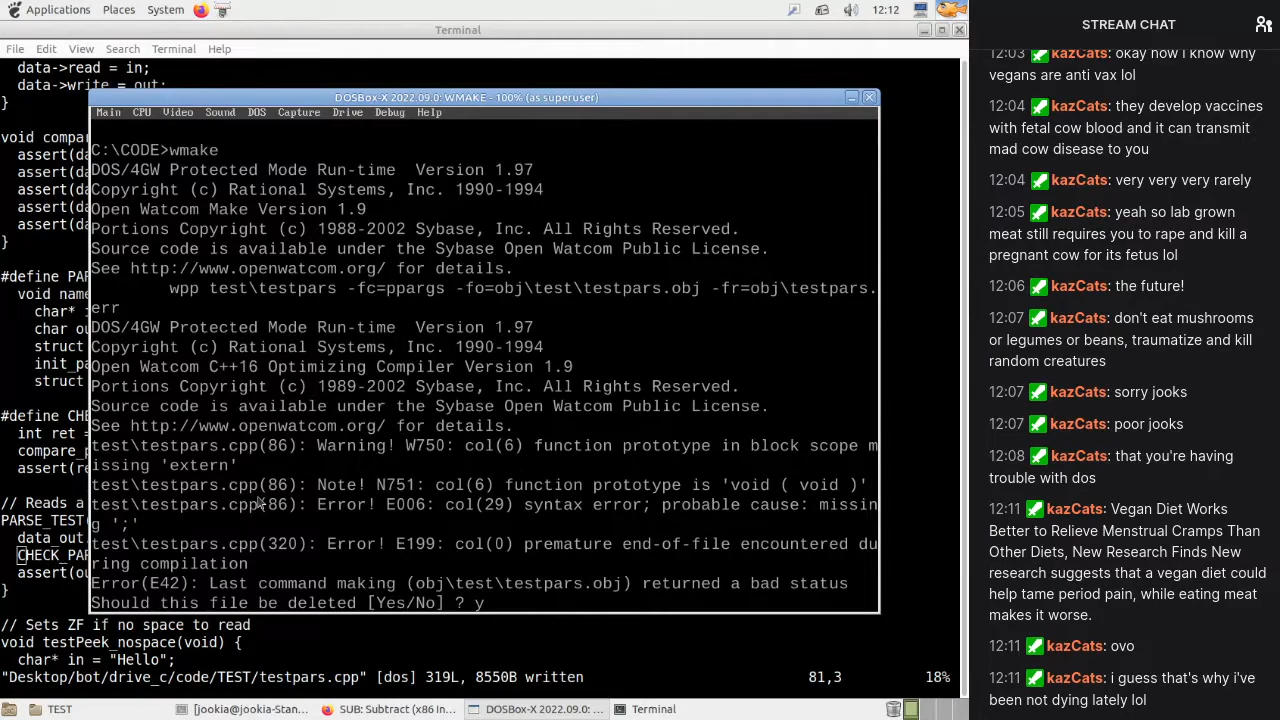 Applications Places System 12:12
Terminal
File Edit View Search Terminal Help
data->read = in;
data->write = out;
}
void compa
assert(da
assert(da
assert(da
assert(da
}
#define PAR
void name
char* i
char ou
struct
init_pa
struct
#define CHE
int ret =
compare_p
assert(re
// Reads a
PARSE_TEST(
data_out.
CHECK_PAR
assert(ou
}
// Sets ZF if no space to read
void testPeek_nospace(void) {
char* in = "Hello";
"Desktop/bot/drive_c/code/TEST/testpars.cpp" [dos] 319L, 8550B written 81,3 18%
DOSBox-X 2022.09.0: WMAKE - 100% (as superuser)
Main CPU Video Sound DOS Capture Drive Debug Help
C:\CODE>wmake
DOS/4GW Protected Mode Run-time  Version 1.97
Copyright (c) Rational Systems, Inc. 1990-1994
Open Watcom Make Version 1.9
Portions Copyright (c) 1988-2002 Sybase, Inc. All Rights Reserved.
Source code is available under the Sybase Open Watcom Public License.
See http://www.openwatcom.org/ for details.
wpp test\testpars -fc=ppargs -fo=obj\test\testpars.obj -fr=obj\testpars.
err
DOS/4GW Protected Mode Run-time  Version 1.97
Copyright (c) Rational Systems, Inc. 1990-1994
Open Watcom C++16 Optimizing Compiler Version 1.9
Portions Copyright (c) 1989-2002 Sybase, Inc. All Rights Reserved.
Source code is available under the Sybase Open Watcom Public License.
See http://www.openwatcom.org/ for details.
test\testpars.cpp(86): Warning! W750: col(6) function prototype in block scope m
issing 'extern'
test\testpars.cpp(86): Note! N751: col(6) function prototype is 'void ( void )'
test\testpars.cpp(86): Error! E006: col(29) syntax error; probable cause: missin
g ';'
test\testpars.cpp(320): Error! E199: col(0) premature end-of-file encountered du
ring compilation
Error(E42): Last command making (obj\test\testpars.obj) returned a bad status
Should this file be deleted [Yes/No] ? y
TEST [jookia@jookia-Stan... SUB: Subtract (x86 In... DOSBox-X 2022.09.0: ... Terminal
STREAM CHAT
12:03 kazCats: okay now i know why
vegans are anti vax lol
12:04 kazCats: they develop vaccines
with fetal cow blood and it can transmit
mad cow disease to you
12:04 kazCats: very very very rarely
12:05 kazCats: yeah so lab grown
meat still requires you to rape and kill a
pregnant cow for its fetus lol
12:06 kazCats: the future!
12:07 kazCats: don't eat mushrooms
or legumes or beans, traumatize and kill
random creatures
12:07 kazCats: sorry jooks
12:07 kazCats: poor jooks
12:08 kazCats: that you're having
trouble with dos
12:11 kazCats: Vegan Diet Works
Better to Relieve Menstrual Cramps Than
Other Diets, New Research Finds New
research suggests that a vegan diet could
help tame period pain, while eating meat
makes it worse.
12:11 kazCats: ovo
12:11 kazCats: i guess that's why i've
been not dying lately lol